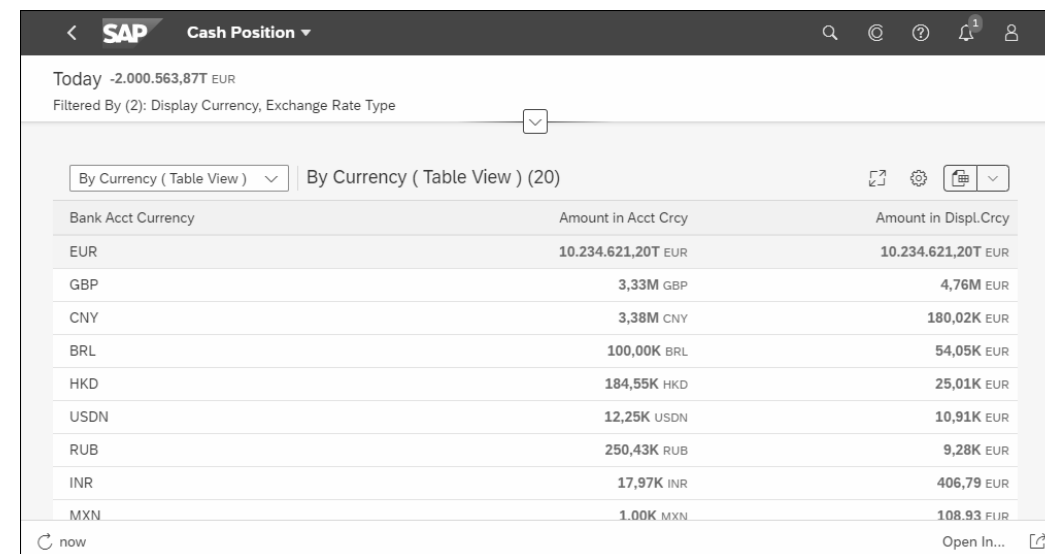 SAP Cash Position 1
Today -2.000.563,87T EUR
Filtered By (2): Display Currency, Exchange Rate Type
By Currency ( Table View ) By Currency ( Table View ) (20)
Bank Acct Currency Amount in Acct Crcy Amount in Displ.Crcy
EUR 10.234.621,20T EUR 10.234.621,20T EUR
GBP 3,33M GBP 4,76M EUR
CNY 3,38M CNY 180,02K EUR
BRL 100,00K BRL 54,05K EUR
HKD 184,55K HKD 25,01K EUR
USDN 12,25K USDN 10,91K EUR
RUB 250,43K RUB 9,28K EUR
INR 17,97K INR 406,79 EUR
MXN 1,00K MXN 108,93 EUR
now Open In...